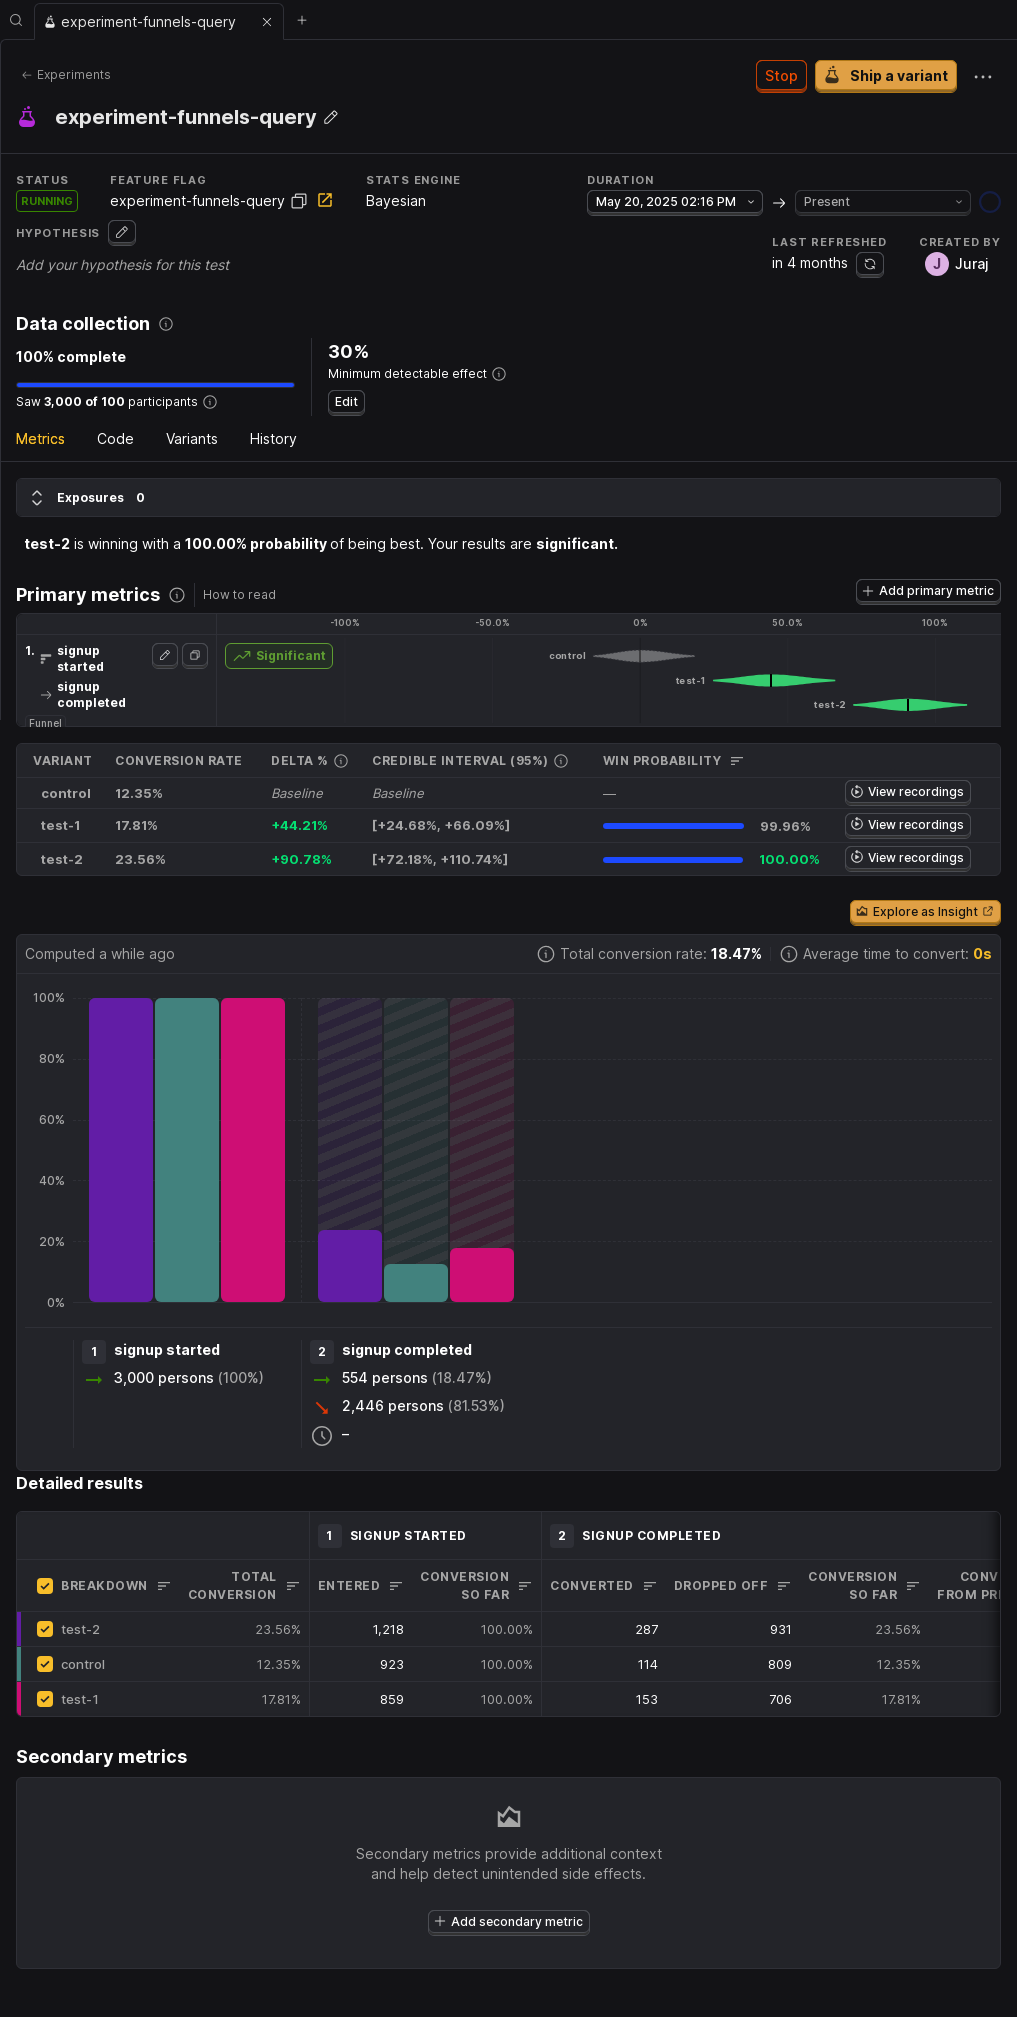 experiment-funnels-query
Experiments
Stop
Ship a variant
experiment-funnels-query
STATUS
FEATURE FLAG
STATS ENGINE
DURATION
RUNNING
experiment-funnels-query
Bayesian
May 20, 2025 02:16 PM
Present
HYPOTHESIS
LAST REFRESHED
CREATED BY
Add your hypothesis for this test
in 4 months
J
Juraj
Data collection
100% complete
30%
Minimum detectable effect
Saw 3,000 of 100 participants
Edit
Metrics
Code
Variants
History
Exposures 0
test-2 is winning with a 100.00% probability of being best. Your results are significant.
Primary metrics
How to read
Add primary metric
-100% -50.0% 0% 50.0% 100%
1. signup started
Significant
control
signup completed
test-1
test-2
Funnel
VARIANT CONVERSION RATE DELTA % CREDIBLE INTERVAL (95%) WIN PROBABILITY
control 12.35% Baseline Baseline — View recordings
test-1 17.81% +44.21% [+24.68%, +66.09%] 99.96% View recordings
test-2 23.56% +90.78% [+72.18%, +110.74%] 100.00% View recordings
Explore as Insight
Computed a while ago
Total conversion rate: 18.47%
Average time to convert: 0s
100%
80%
60%
40%
20%
0%
1 signup started
2 signup completed
3,000 persons (100%)
554 persons (18.47%)
2,446 persons (81.53%)
–
Detailed results
1 SIGNUP STARTED
2 SIGNUP COMPLETED
BREAKDOWN
TOTAL CONVERSION
ENTERED
CONVERSION SO FAR
CONVERTED
DROPPED OFF
CONVERSION SO FAR
CONV
FROM PRE
test-2 23.56% 1,218 100.00% 287 931 23.56%
control 12.35% 923 100.00% 114 809 12.35%
test-1 17.81% 859 100.00% 153 706 17.81%
Secondary metrics
Secondary metrics provide additional context
and help detect unintended side effects.
Add secondary metric